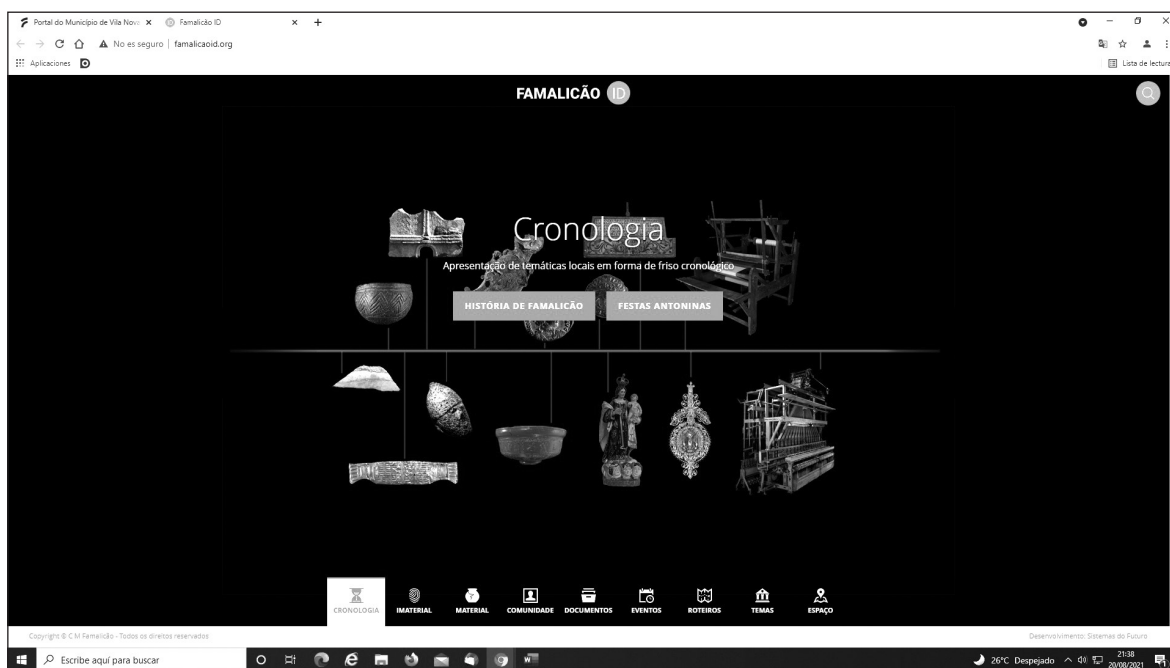 Portal do Município de Vila Nov
Famalicão ID
No es seguro | famalicaoid.org
Aplicaciones
Lista de lectura
FAMALICÃO ID
Cronologia
Apresentação de temáticas locais em forma de friso cronológico
HISTÓRIA DE FAMALICÃO FESTAS ANTONINAS
CRONOLOGIA IMATERIAL MATERIAL COMUNIDADE DOCUMENTOS EVENTOS ROTEIROS TEMAS ESPAÇO
Copyright © C M Famalicão - Todos os direitos reservados
Desenvolvimento: Sistemas do Futuro
Escribe aquí para buscar
26°C Despejado
21:38
20/08/2021